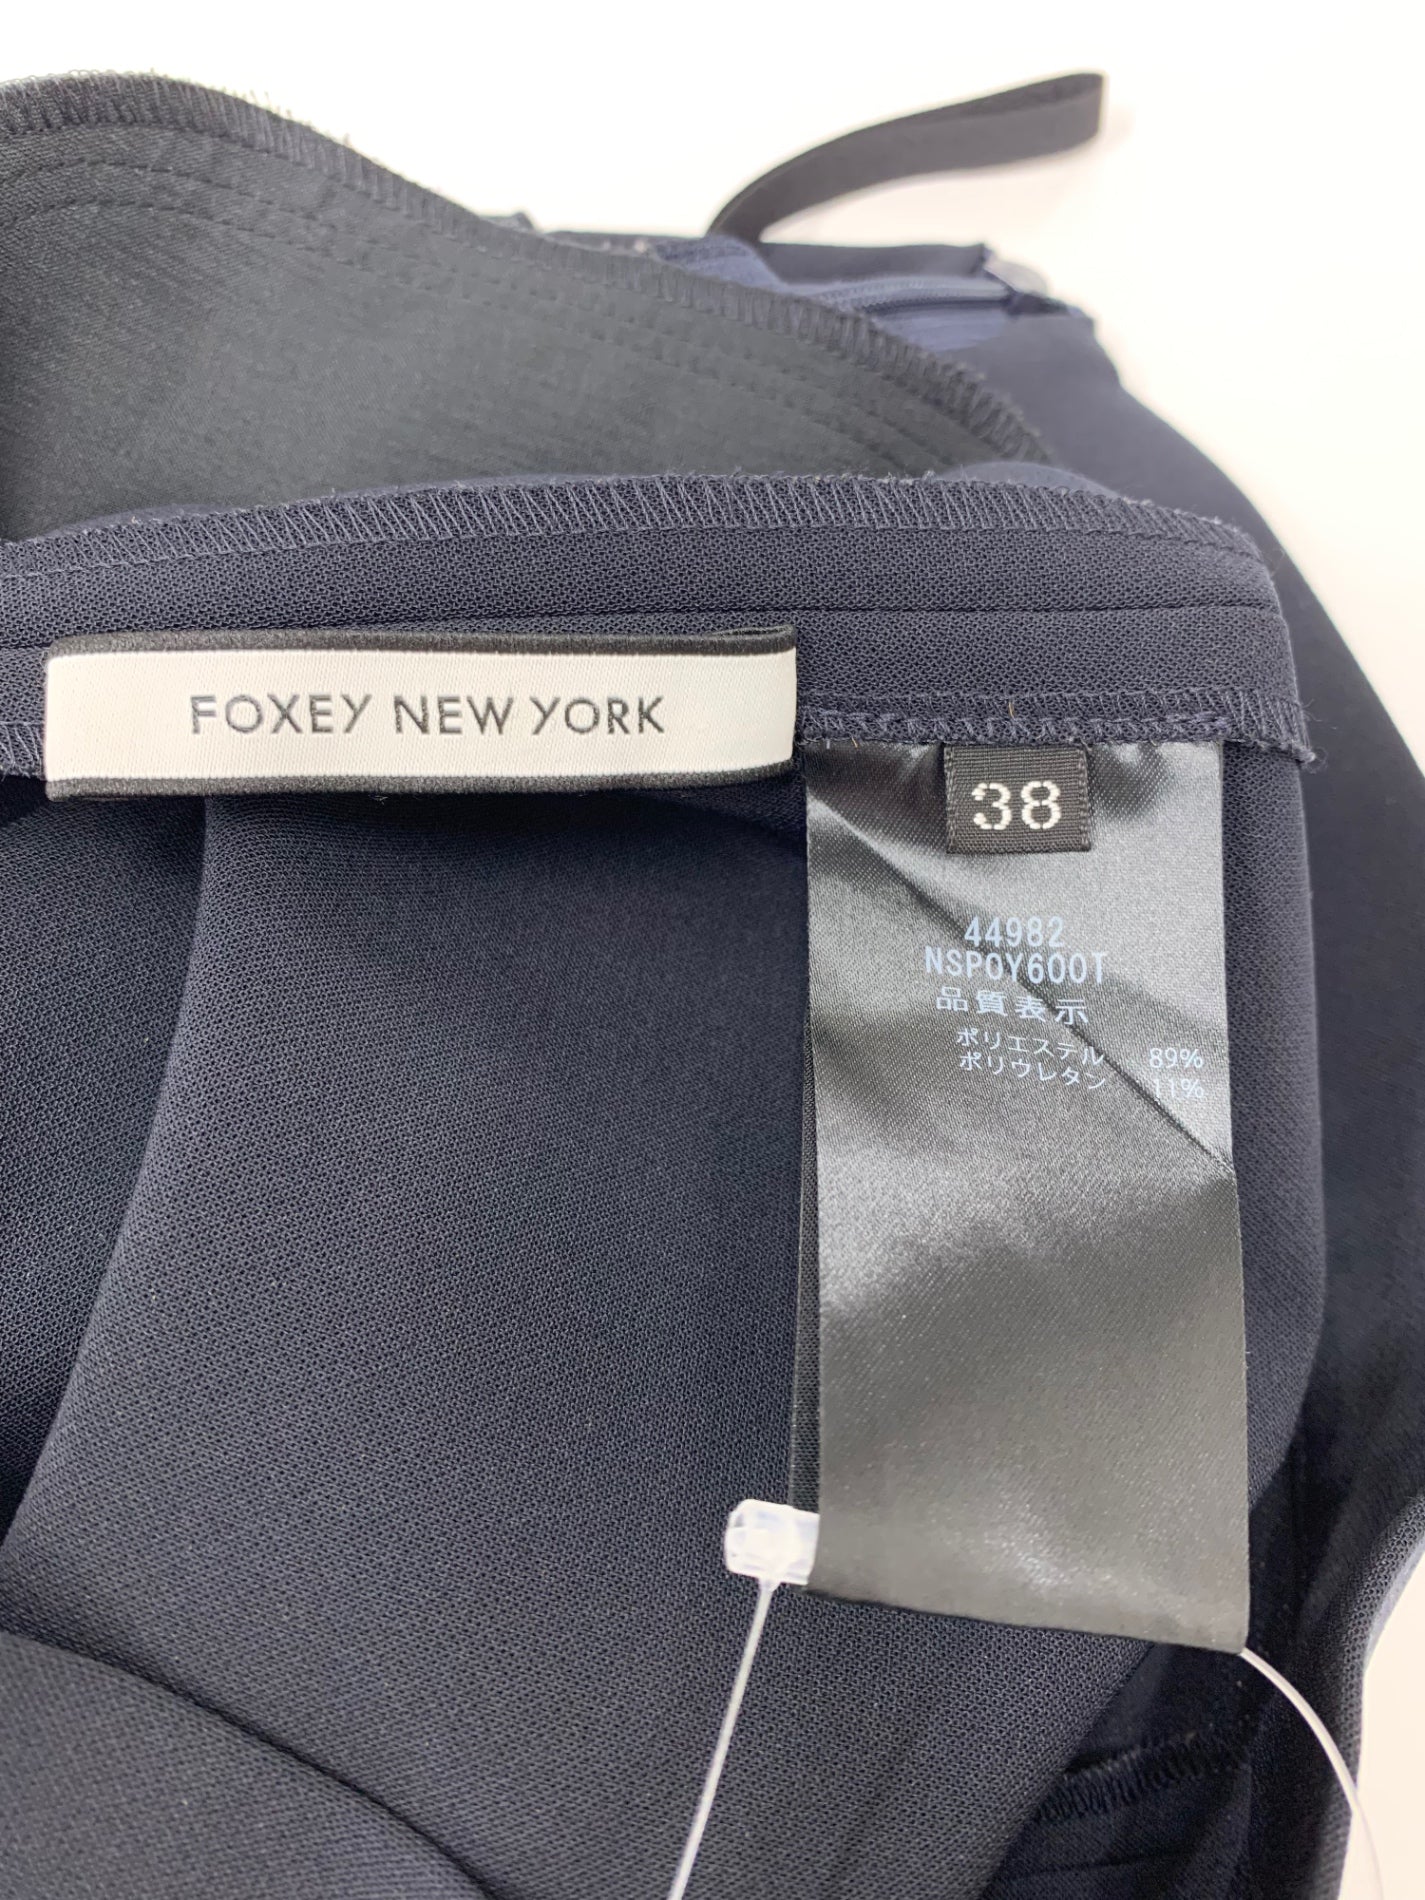 FOXEY NEW YORK
38
44982
NSPOY600T
品質表示
ポリエステル 89%
ポリウレタン 11%